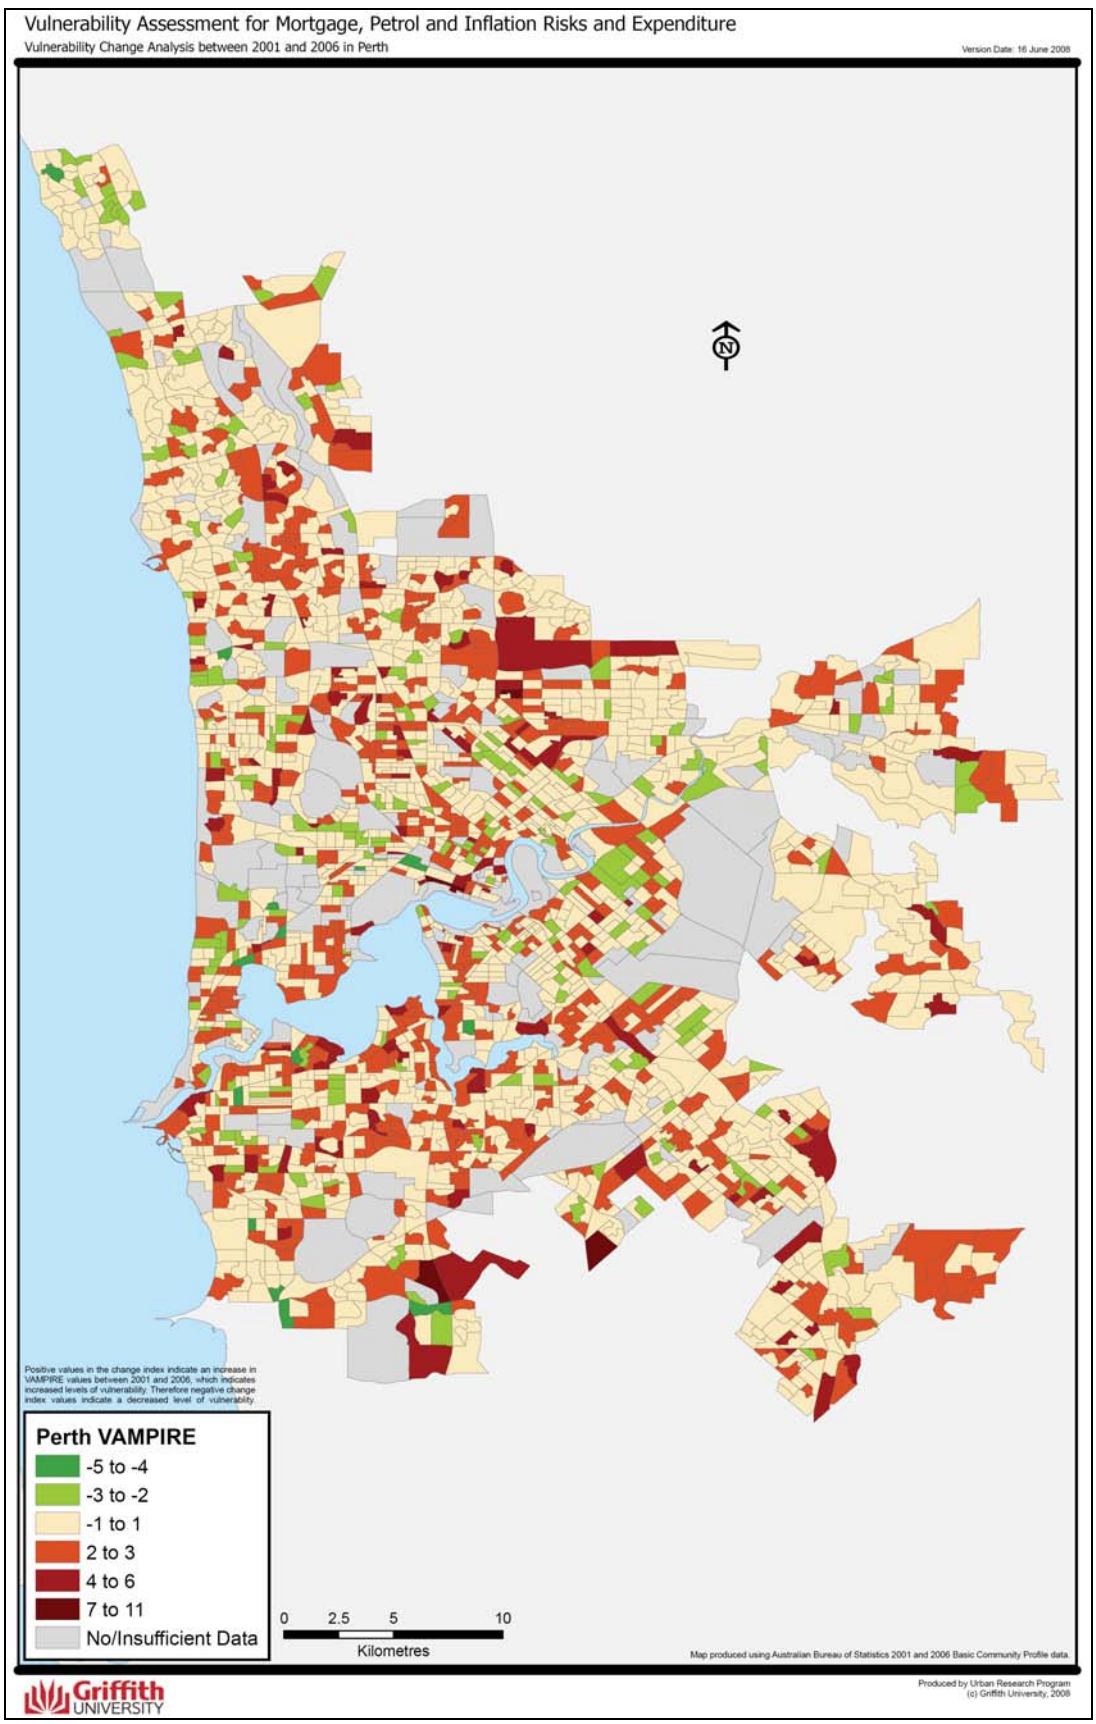 Vulnerability Assessment for Mortgage, Petrol and Inflation Risks and Expenditure
Vulnerability Change Analysis between 2001 and 2006 in Perth
Version Date: 16 June 2008
N
Positive values in the change index indicate an increase in
VAMPIRE values between 2001 and 2006, which indicates
increased levels of vulnerability. Therefore negative change
index values indicate a decreased level of vulnerablity.
Perth VAMPIRE
-5 to -4
-3 to -2
-1 to 1
2 to 3
4 to 6
7 to 11
No/Insufficient Data
0 2.5 5 10
Kilometres
Map produced using Australian Bureau of Statistics 2001 and 2006 Basic Community Profile data.
Griffith
UNIVERSITY
Produced by Urban Research Program
(c) Griffith University, 2008